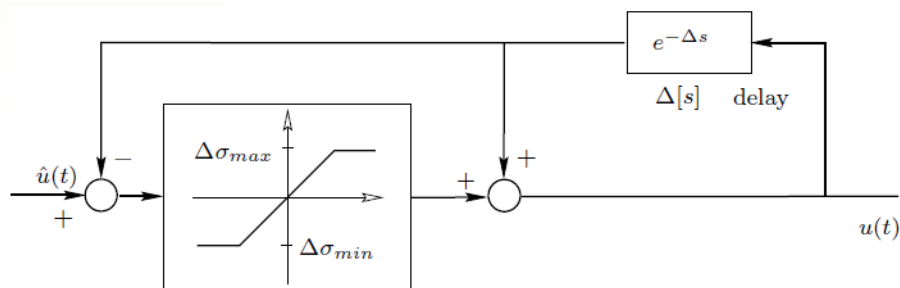 e^{-Δs}
Δ[s] delay
−
Δσ_{max}
+
û(t)
+
+
Δσ_{min}
u(t)